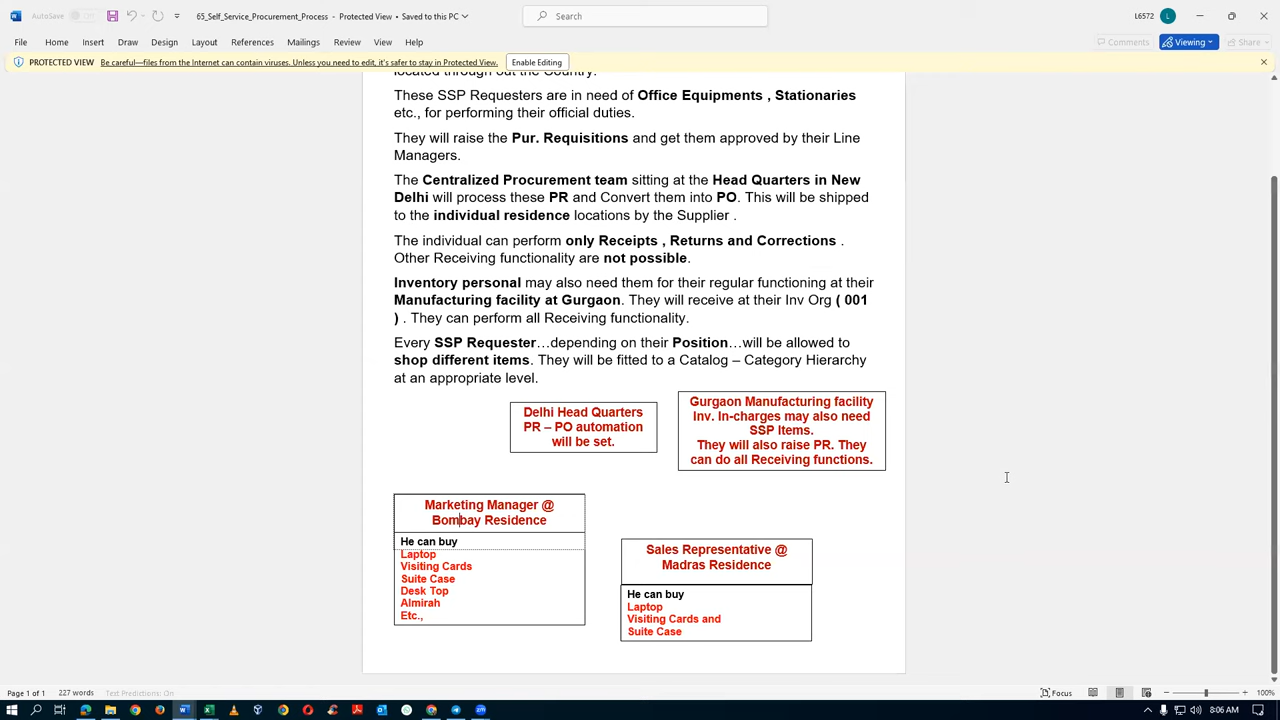 AutoSave
Off
65_Self_Service_Procurement_Process - Protected View • Saved to this PC
Search
L6572
L
File Home Insert Draw Design Layout References Mailings Review View Help
Comments
Viewing
Share
PROTECTED VIEW Be careful—files from the Internet can contain viruses. Unless you need to edit, it's safer to stay in Protected View. Enable Editing
located through out the Country.
These SSP Requesters are in need of Office Equipments , Stationaries
etc., for performing their official duties.
They will raise the Pur. Requisitions and get them approved by their Line
Managers.
The Centralized Procurement team sitting at the Head Quarters in New
Delhi will process these PR and Convert them into PO. This will be shipped
to the individual residence locations by the Supplier .
The individual can perform only Receipts , Returns and Corrections .
Other Receiving functionality are not possible.
Inventory personal may also need them for their regular functioning at their
Manufacturing facility at Gurgaon. They will receive at their Inv Org ( 001
) . They can perform all Receiving functionality.
Every SSP Requester…depending on their Position…will be allowed to
shop different items. They will be fitted to a Catalog – Category Hierarchy
at an appropriate level.
Delhi Head Quarters
PR – PO automation
will be set.
Gurgaon Manufacturing facility
Inv. In-charges may also need
SSP Items.
They will also raise PR. They
can do all Receiving functions.
Marketing Manager @
Bombay Residence
He can buy
Laptop
Visiting Cards
Suite Case
Desk Top
Almirah
Etc.,
Sales Representative @
Madras Residence
He can buy
Laptop
Visiting Cards and
Suite Case
Page 1 of 1 227 words Text Predictions: On
Focus
100%
8:06 AM